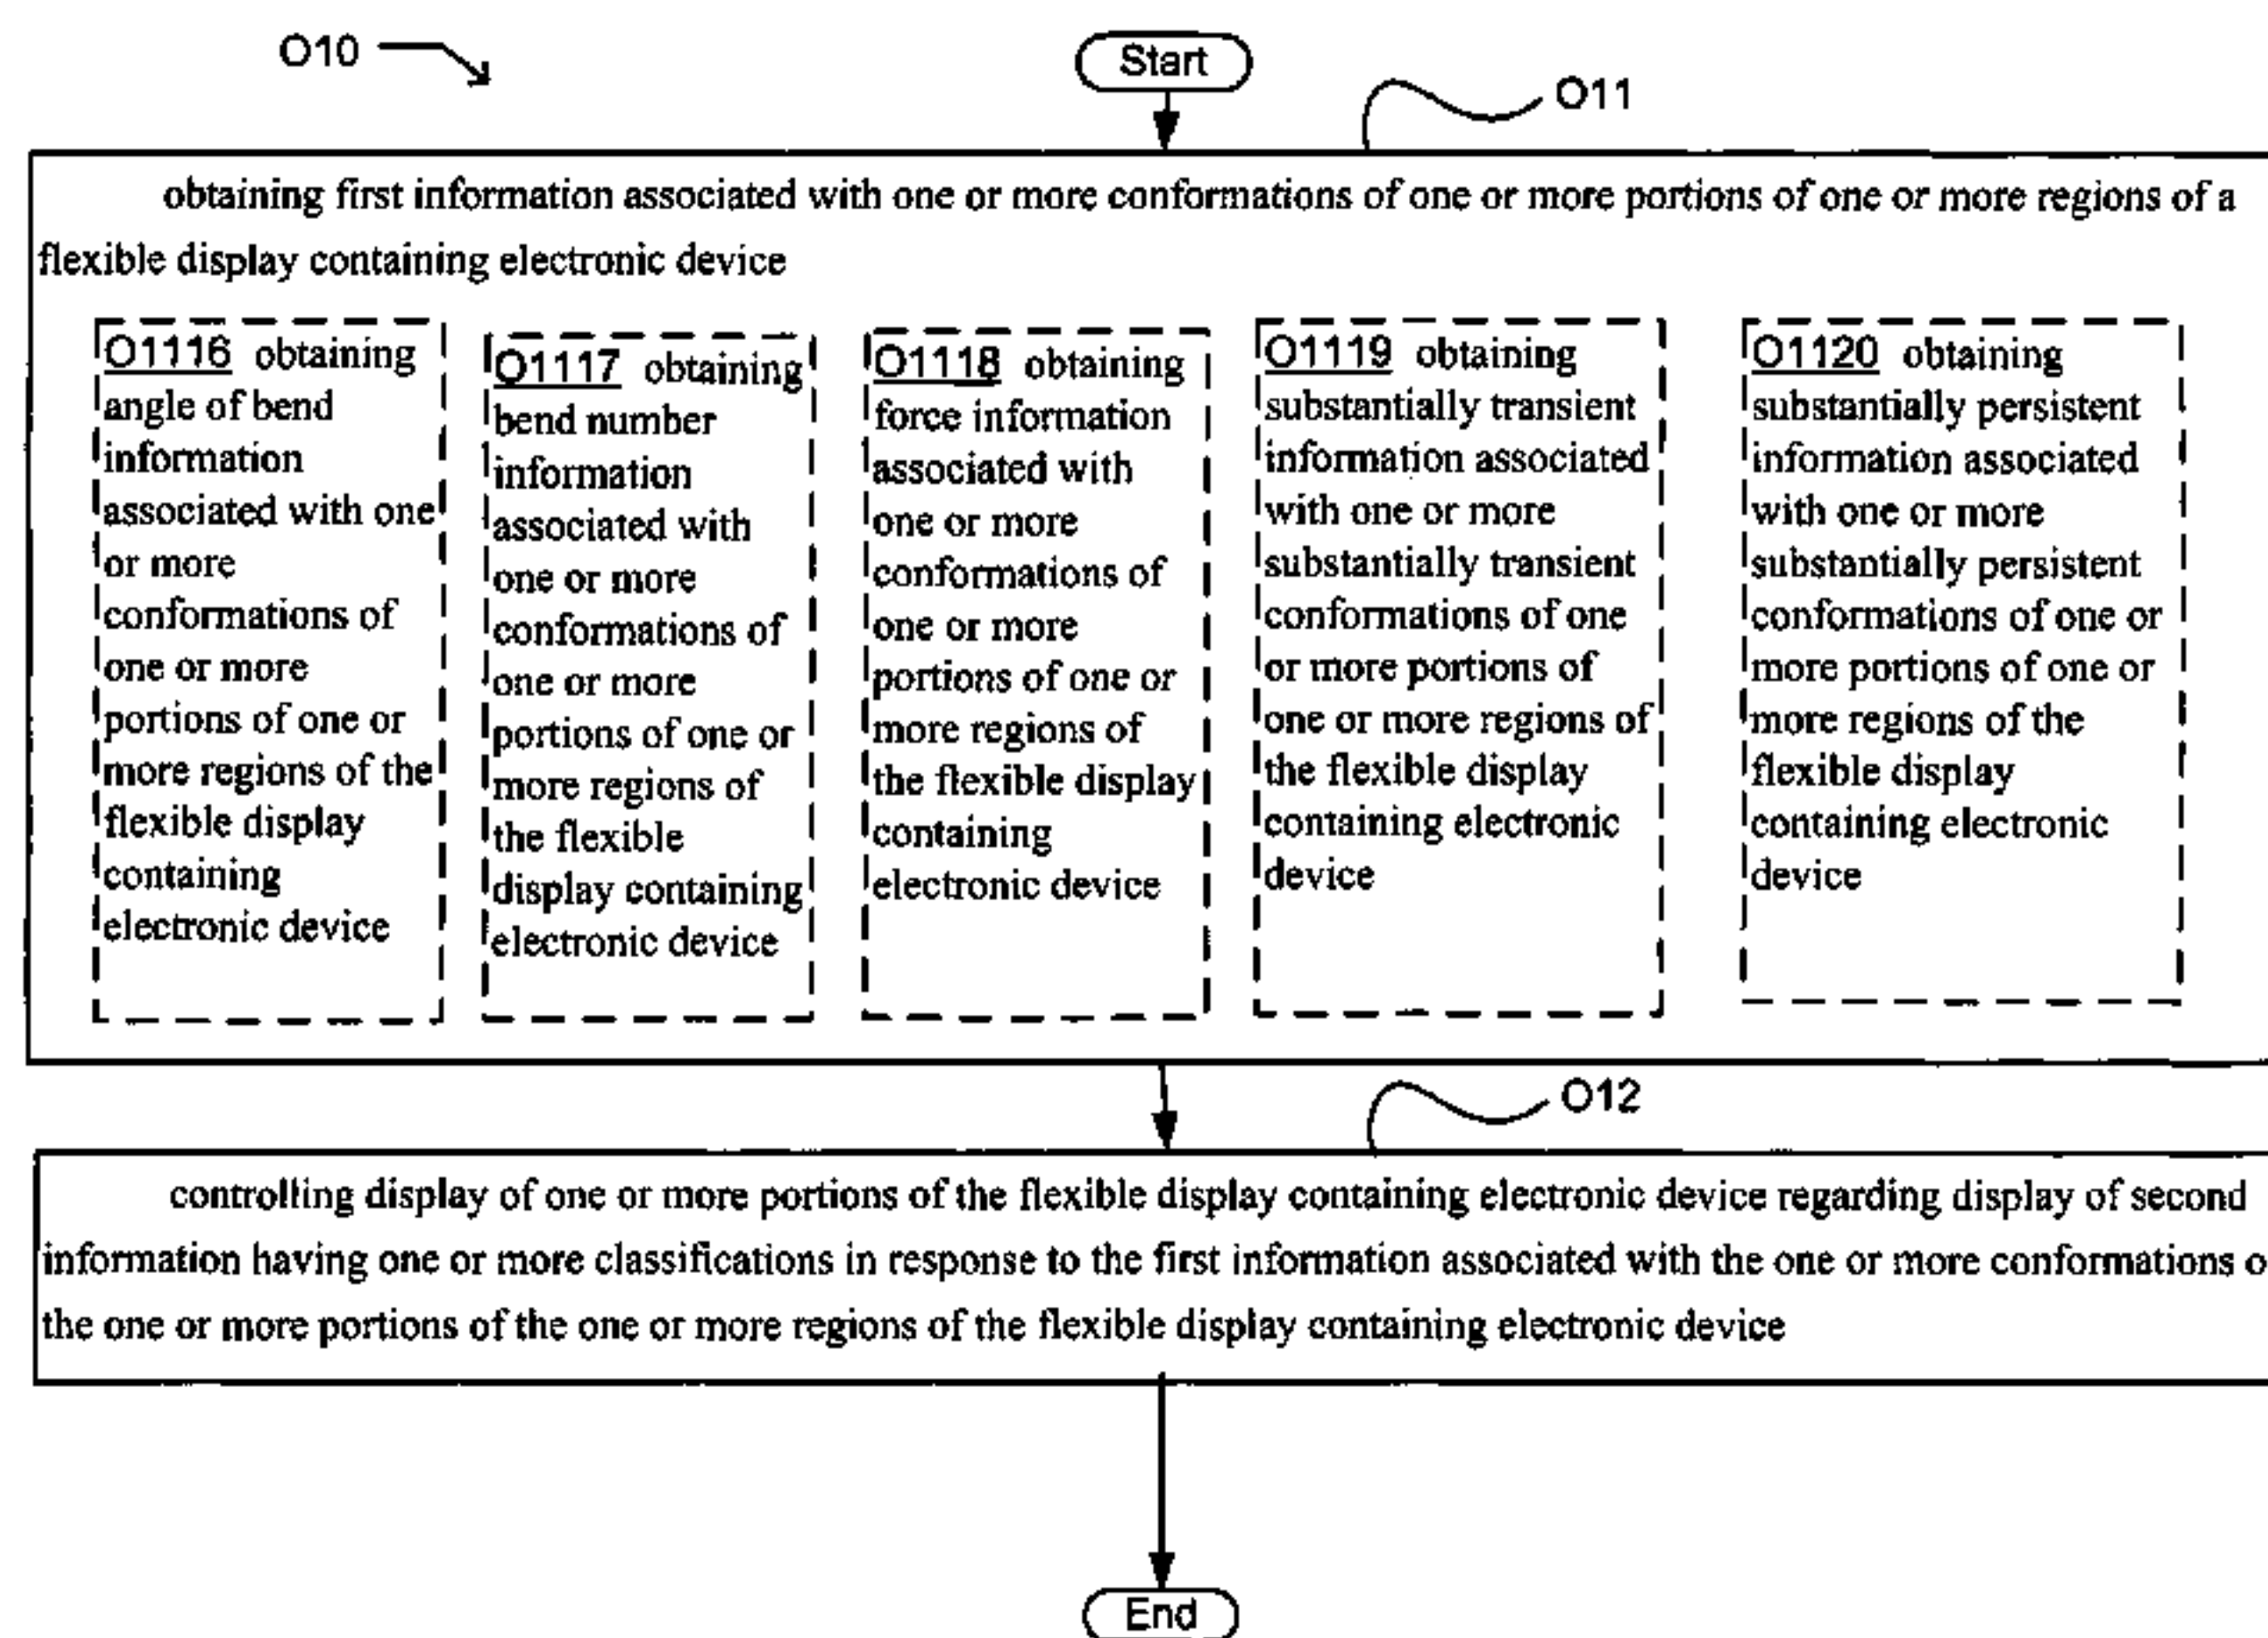 O10
Start
O11
obtaining first information associated with one or more conformations of one or more portions of one or more regions of a
flexible display containing electronic device
O1116 obtaining
angle of bend
information
associated with one
or more
conformations of
one or more
portions of one or
more regions of the
flexible display
containing
electronic device
O1117 obtaining
bend number
information
associated with
one or more
conformations of
one or more
portions of one or
more regions of
the flexible
display containing
electronic device
O1118 obtaining
force information
associated with
one or more
conformations of
one or more
portions of one or
more regions of
the flexible display
containing
electronic device
O1119 obtaining
substantially transient
information associated
with one or more
substantially transient
conformations of one
or more portions of
one or more regions of
the flexible display
containing electronic
device
O1120 obtaining
substantially persistent
information associated
with one or more
substantially persistent
conformations of one or
more portions of one or
more regions of the
flexible display
containing electronic
device
O12
controlling display of one or more portions of the flexible display containing electronic device regarding display of second
information having one or more classifications in response to the first information associated with the one or more conformations o
the one or more portions of the one or more regions of the flexible display containing electronic device
End